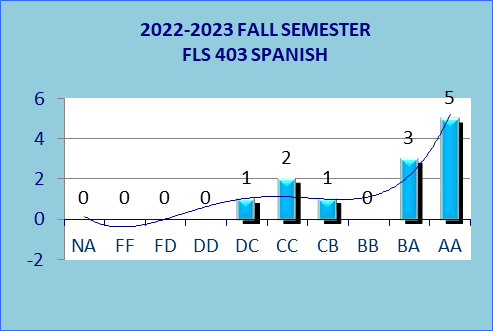 2022-2023 FALL SEMESTER
FLS 403 SPANISH
6
4
2
0
-2
0 0 0 0 1 2 1 0 3 5
NA FF FD DD DC CC CB BB BA AA